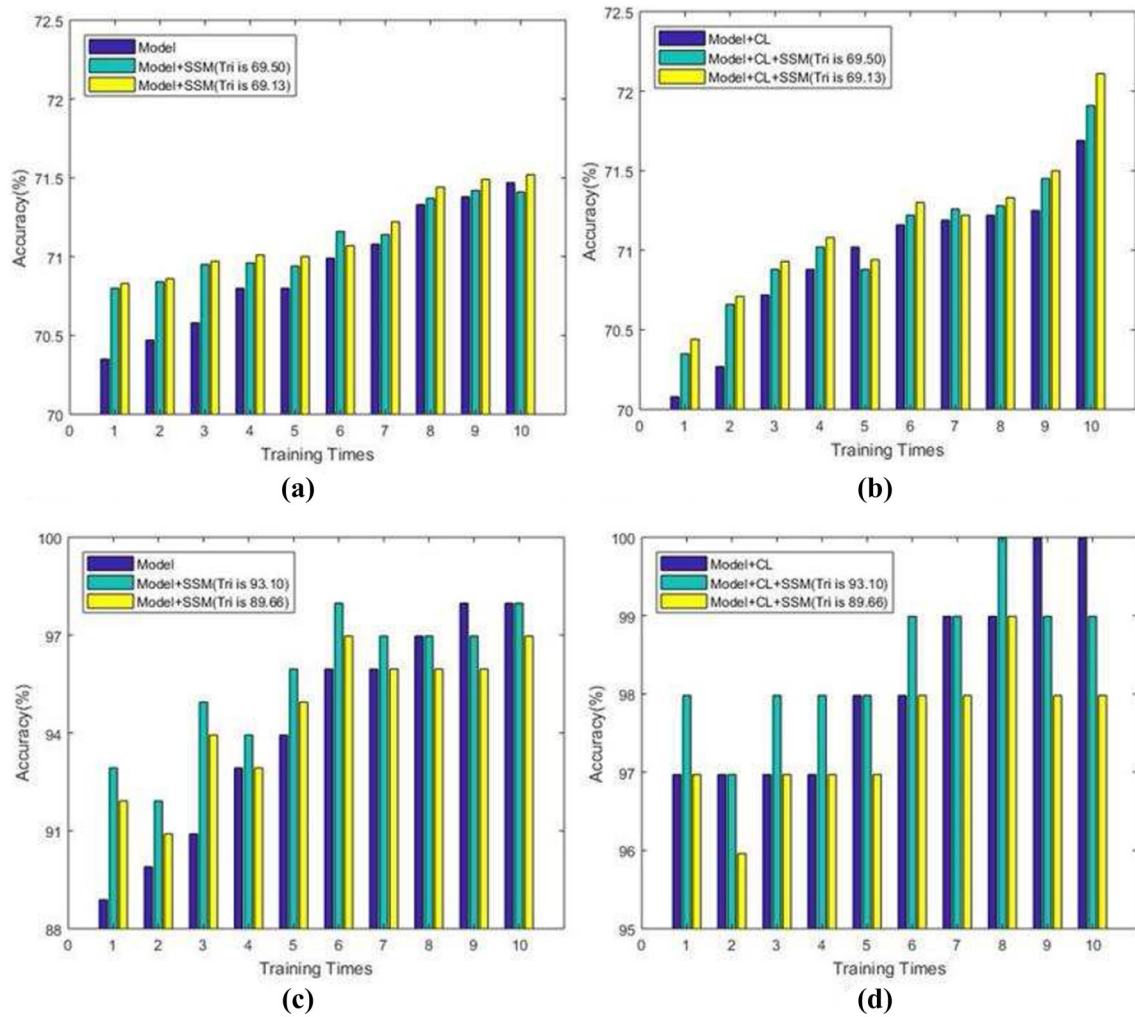 72.5
72
71.5
71
70.5
70
Accuracy(%)
Model
Model+SSM(Tri is 69.50)
Model+SSM(Tri is 69.13)
0 1 2 3 4 5 6 7 8 9 10
Training Times
(a)
72.5
72
71.5
71
70.5
70
Accuracy(%)
Model+CL
Model+CL+SSM(Tri is 69.50)
Model+CL+SSM(Tri is 69.13)
0 1 2 3 4 5 6 7 8 9 10
Training Times
(b)
100
97
94
91
88
Accuracy(%)
Model
Model+SSM(Tri is 93.10)
Model+SSM(Tri is 89.66)
0 1 2 3 4 5 6 7 8 9 10
Training Times
(c)
100
99
98
97
96
95
Accuracy(%)
Model+CL
Model+CL+SSM(Tri is 93.10)
Model+CL+SSM(Tri is 89.66)
0 1 2 3 4 5 6 7 8 9 10
Training Times
(d)